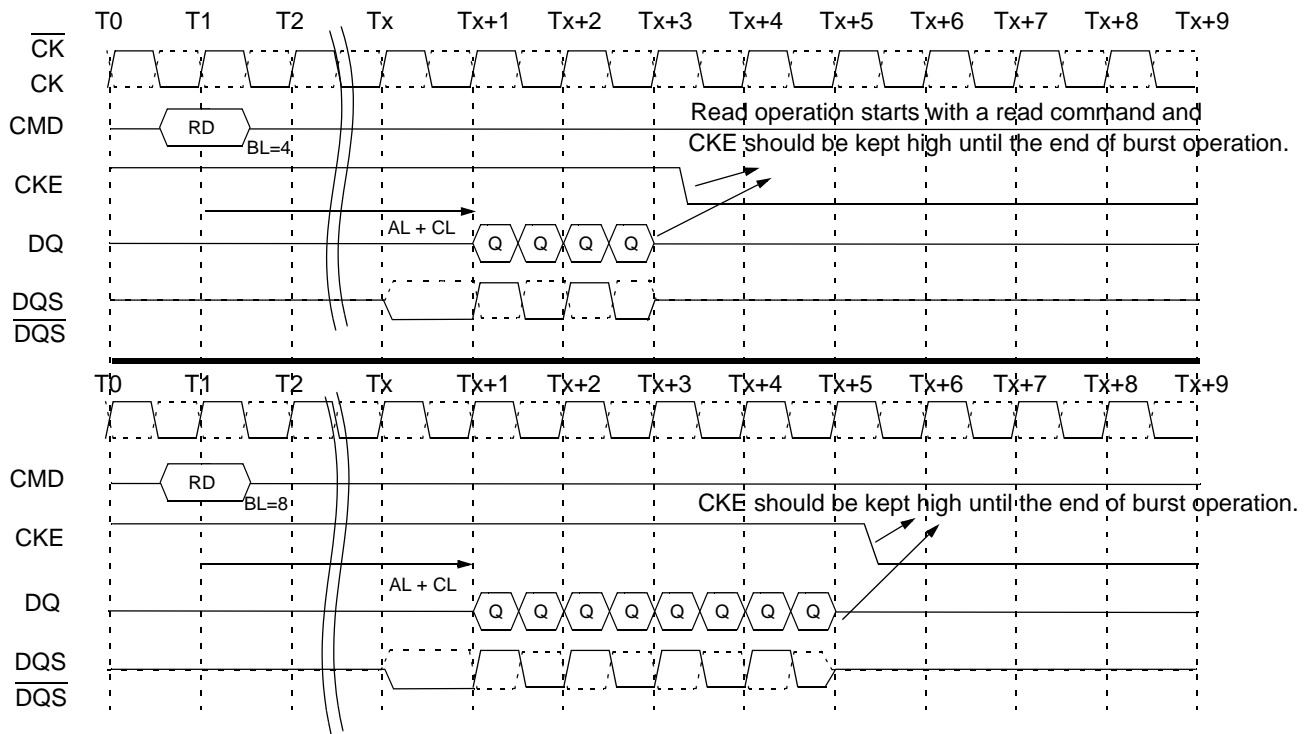 T0 T1 T2 Tx Tx+1 Tx+2 Tx+3 Tx+4 Tx+5 Tx+6 Tx+7 Tx+8 Tx+9
CK
CK
Read operation starts with a read command and
CMD RD BL=4 CKE should be kept high until the end of burst operation.
CKE
AL + CL
DQ Q Q Q Q
DQS
DQS
T0 T1 T2 Tx Tx+1 Tx+2 Tx+3 Tx+4 Tx+5 Tx+6 Tx+7 Tx+8 Tx+9
CMD RD
BL=8 CKE should be kept high until the end of burst operation.
CKE
AL + CL
DQ Q Q Q Q Q Q Q Q
DQS
DQS